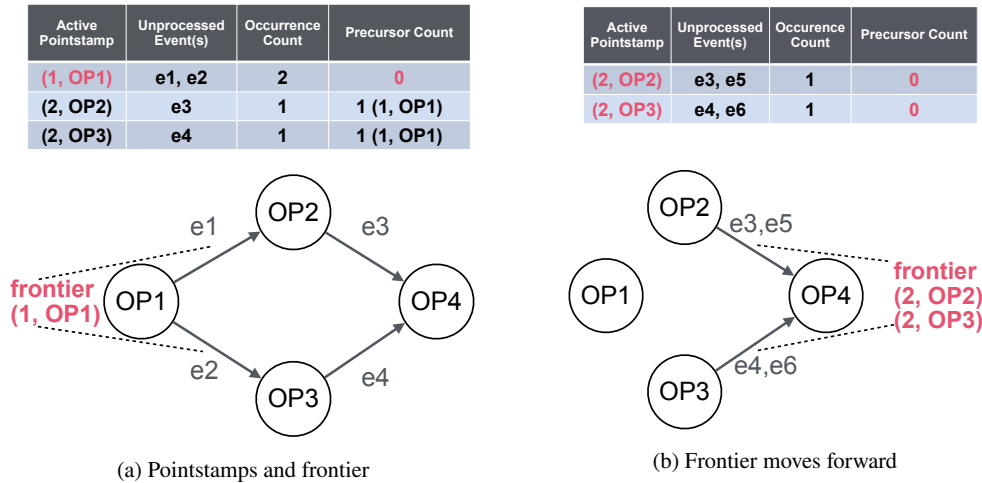 Active Pointstamp Unprocessed Event(s) Occurrence Count Precursor Count
(1, OP1) e1, e2 2 0
(2, OP2) e3 1 1 (1, OP1)
(2, OP3) e4 1 1 (1, OP1)
OP2
e1
e3
frontier
(1, OP1)
OP1
OP4
e2
e4
OP3
(a) Pointstamps and frontier
Active Pointstamp Unprocessed Event(s) Occurence Count Precursor Count
(2, OP2) e3, e5 1 0
(2, OP3) e4, e6 1 0
OP2
e3,e5
OP1
OP4
frontier
(2, OP2)
(2, OP3)
e4,e6
OP3
(b) Frontier moves forward